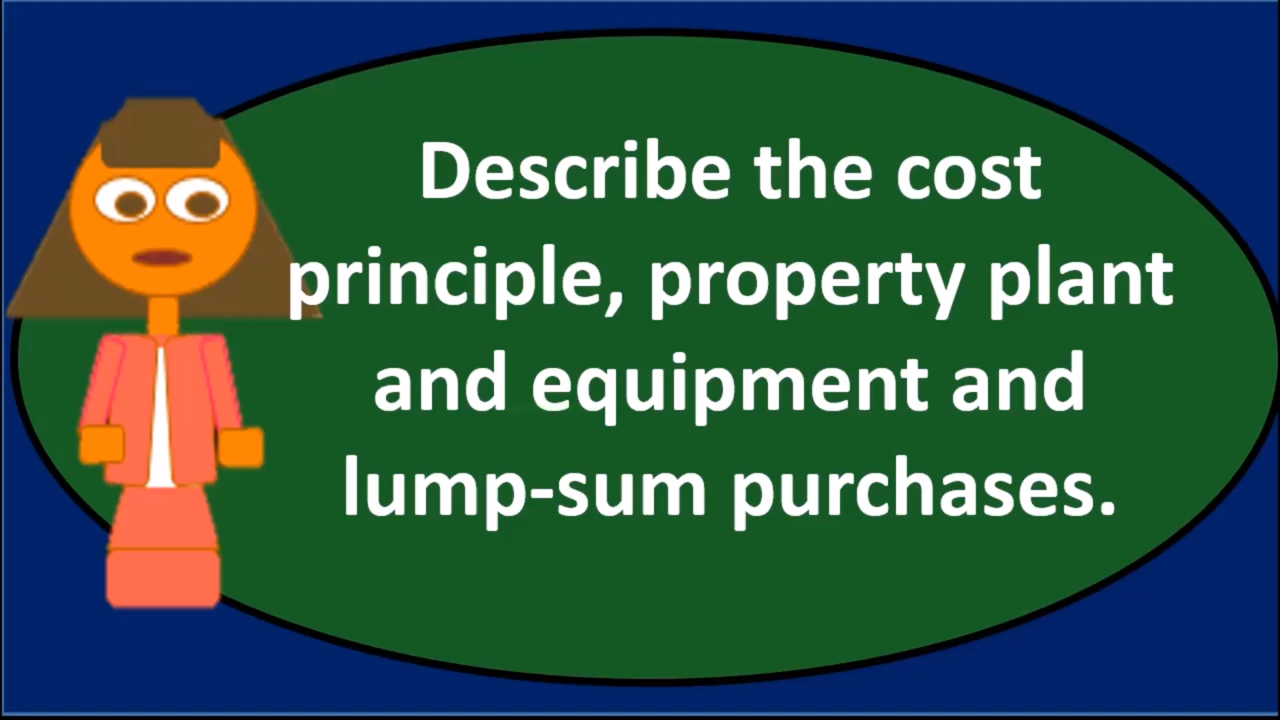 Describe the cost
principle, property plant
and equipment and
lump-sum purchases.